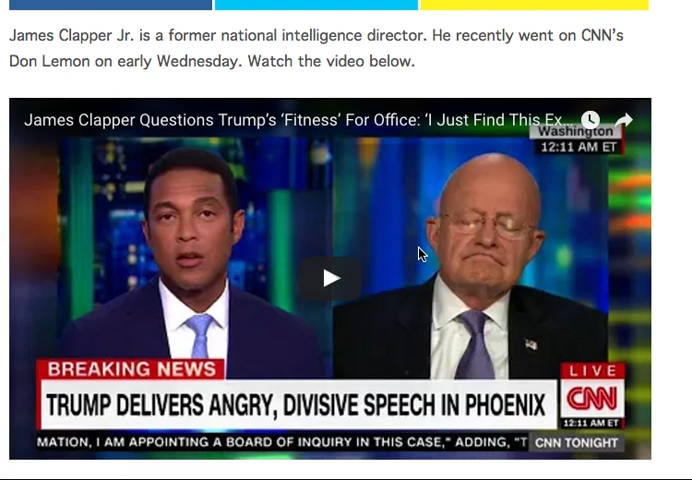 James Clapper Jr. is a former national intelligence director. He recently went on CNN’s
Don Lemon on early Wednesday. Watch the video below.
James Clapper Questions Trump’s ‘Fitness’ For Office: ‘I Just Find This Ex...
Washington
12:11 AM ET
BREAKING NEWS
LIVE
TRUMP DELIVERS ANGRY, DIVISIVE SPEECH IN PHOENIX
CNN
12:11 AM ET
MATION, I AM APPOINTING A BOARD OF INQUIRY IN THIS CASE," ADDING, "T
CNN TONIGHT